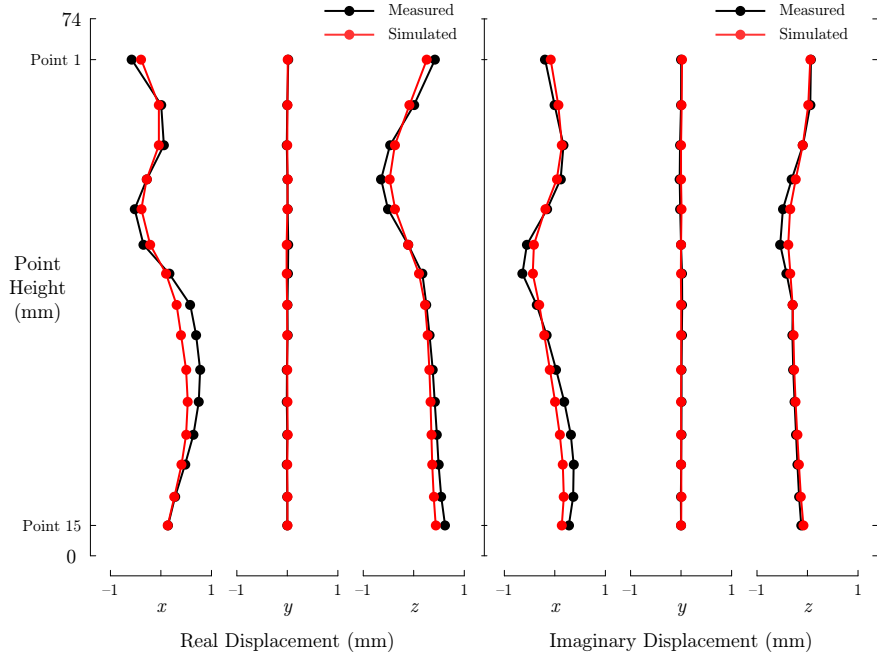 74
Measured
Simulated
Measured
Simulated
Point 1
Point
Height
(mm)
Point 15
0
−1 1 −1 1 −1 1 −1 1 −1 1 −1 1
x y z x y z
Real Displacement (mm) Imaginary Displacement (mm)